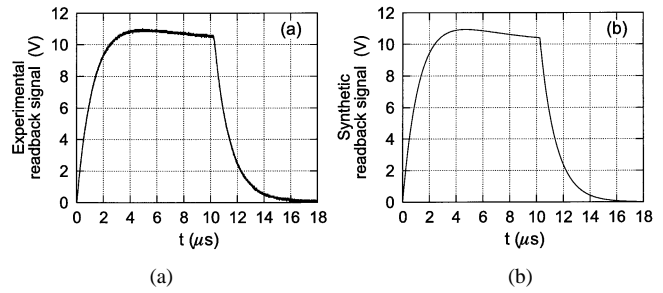 12
10
8
6
4
2
0
Experimental
readback signal (V)
(a)
0 2 4 6 8 10 12 14 16 18
t (μs)
(a)
12
10
8
6
4
2
0
Synthetic
readback signal (V)
(b)
0 2 4 6 8 10 12 14 16 18
t (μs)
(b)